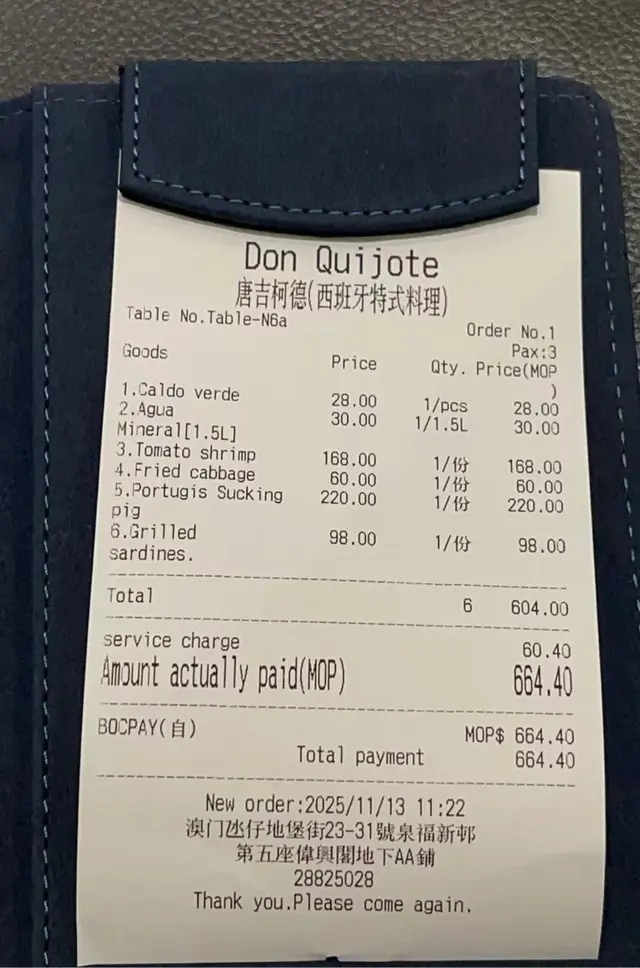 Don Quijote
唐吉柯德(西班牙特式料理)
Table No.Table-N6a
Order No.1
Pax:3
Goods Price Qty. Price(MOP
)
1.Caldo verde 28.00 1/pcs 28.00
2.Agua 30.00 1/1.5L 30.00
Mineral[1.5L]
3.Tomato shrimp 168.00 1/份 168.00
4.Fried cabbage 60.00 1/份 60.00
5.Portugis Sucking 220.00 1/份 220.00
pig
6.Grilled 98.00 1/份 98.00
sardines.
Total 6 604.00
service charge 60.40
Amount actually paid(MOP) 664.40
BOCPAY(自) MOP$ 664.40
Total payment 664.40
New order:2025/11/13 11:22
澳门氹仔地堡街23-31號泉福新邨
第五座偉興閣地下AA鋪
28825028
Thank you.Please come again.